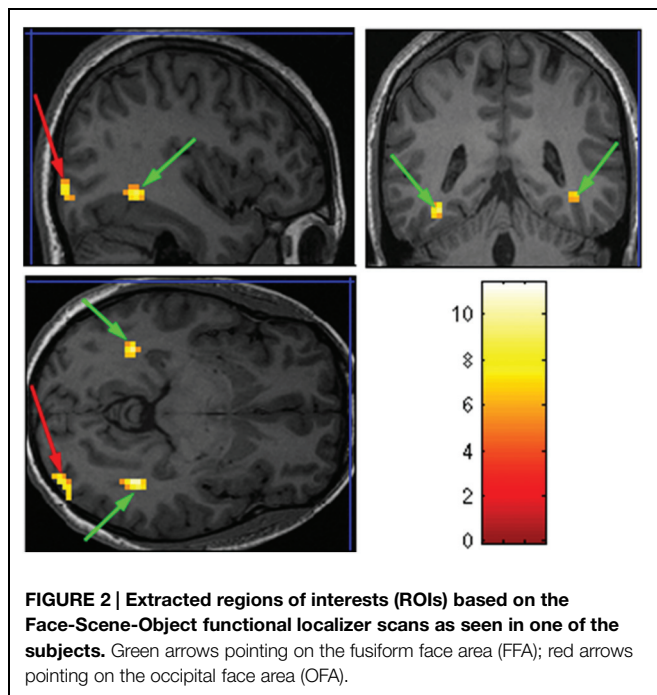 10
8
6
4
2
0
FIGURE 2 | Extracted regions of interests (ROIs) based on the
Face-Scene-Object functional localizer scans as seen in one of the
subjects. Green arrows pointing on the fusiform face area (FFA); red arrows
pointing on the occipital face area (OFA).